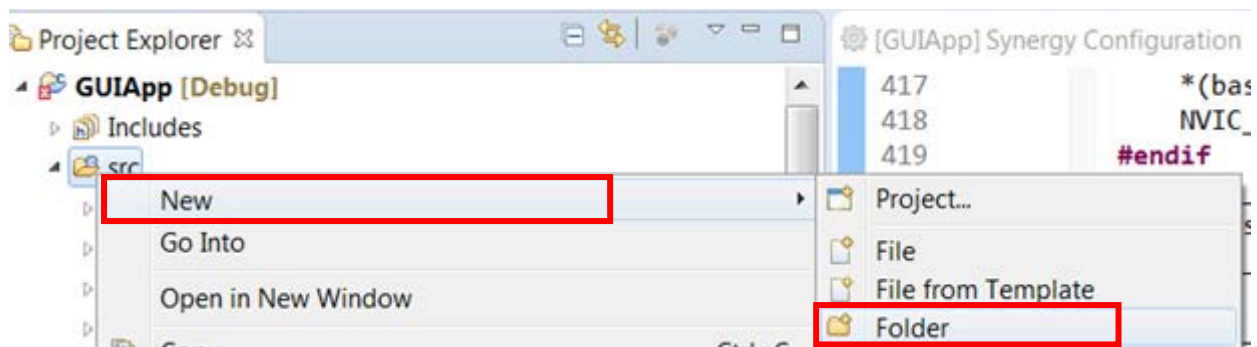 Project Explorer
[GUIApp] Synergy Configuration
GUIApp [Debug]
417 *(bas
Includes
418 NVIC_
src
419 #endif
New
Project...
Go Into
File
Open in New Window
File from Template
Folder